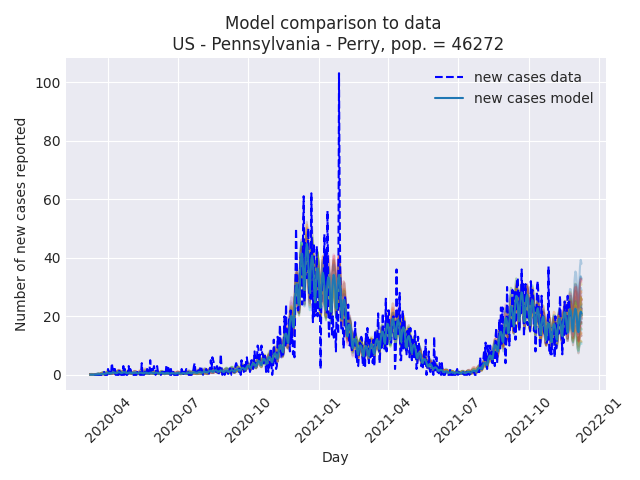 Model comparison to data
US - Pennsylvania - Perry, pop. = 46272
new cases data
new cases model
Number of new cases reported
100
80
60
40
20
0
2020-04
2020-07
2020-10
2021-01
2021-04
2021-07
2021-10
2022-01
Day